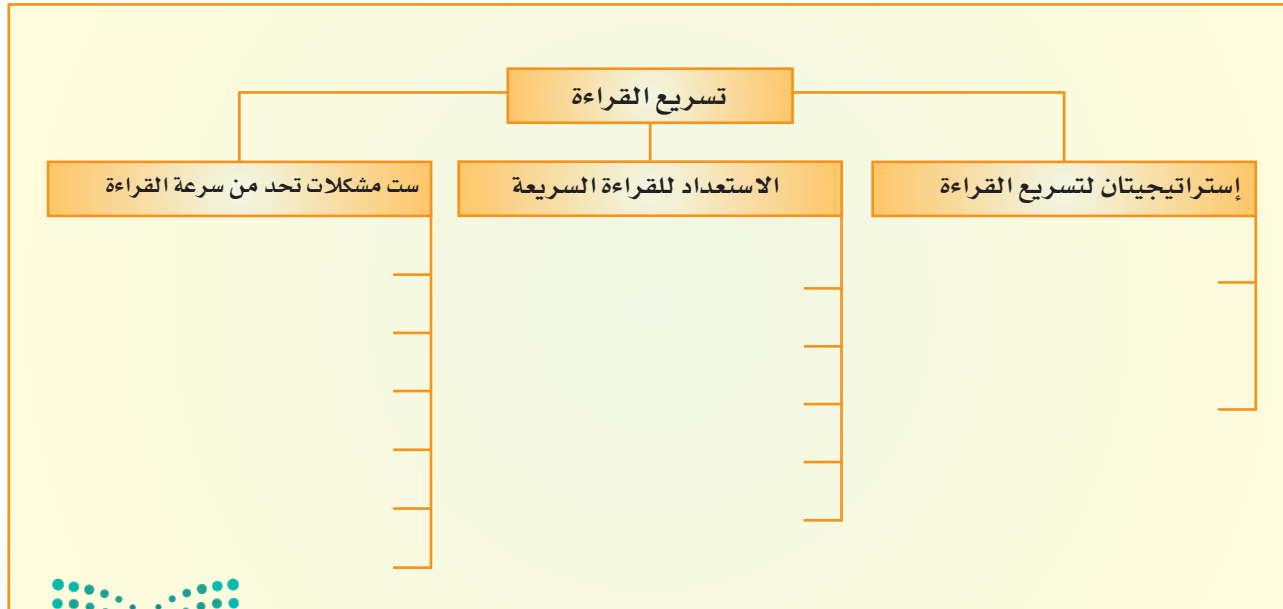 تسريع القراءة
إستراتيجيتان لتسريع القراءة
الاستعداد للقراءة السريعة
ست مشكلات تحد من سرعة القراءة